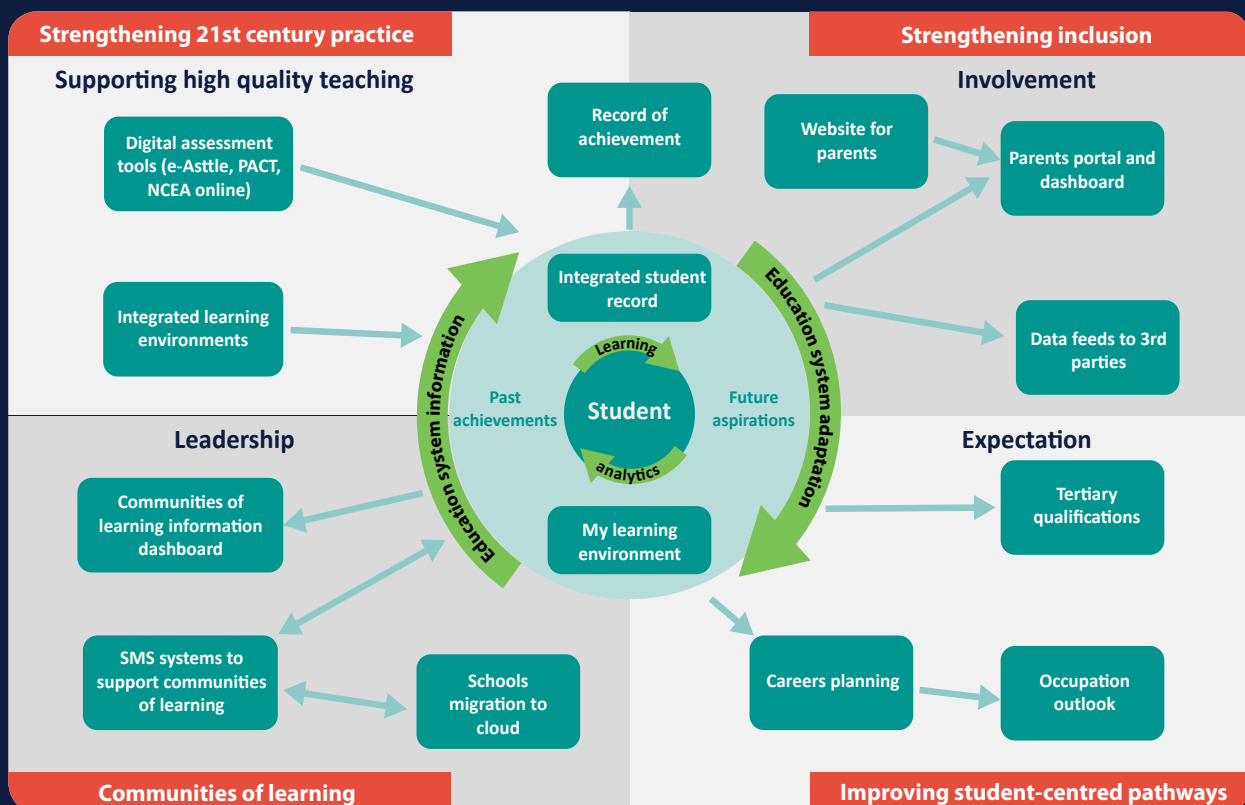 Strengthening 21st century practice
Strengthening inclusion
Supporting high quality teaching
Involvement
Digital assessment
tools (e-Asttle, PACT,
NCEA online)
Record of
achievement
Website for
parents
Parents portal and
dashboard
Integrated learning
environments
Integrated student
record
Data feeds to 3rd
parties
Education system information
Education system adaptation
Learning
Past
achievements
Student
Future
aspirations
analytics
Leadership
Expectation
Communities of
learning information
dashboard
My learning
environment
Tertiary
qualifications
SMS systems to
support communities
of learning
Schools
migration to
cloud
Careers planning
Occupation
outlook
Communities of learning
Improving student-centred pathways